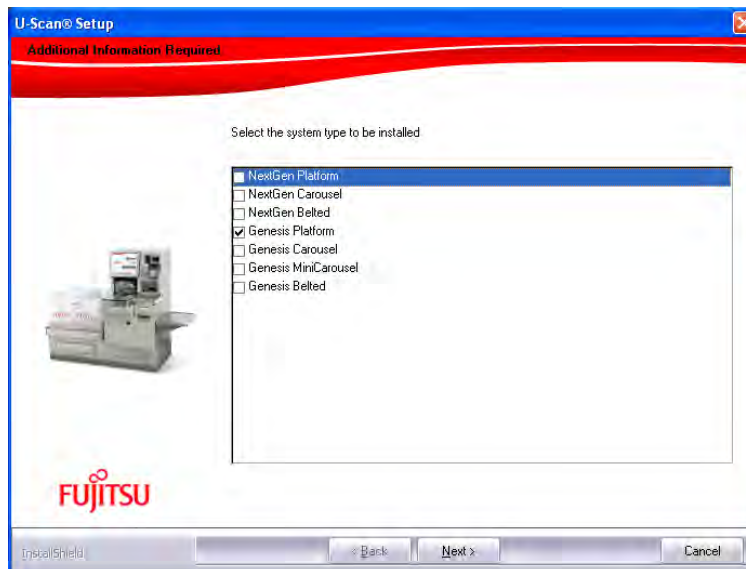 U-Scan® Setup
Additional Information Required
Select the system type to be installed
NextGen Platform
NextGen Carousel
NextGen Belted
Genesis Platform
Genesis Carousel
Genesis MiniCarousel
Genesis Belted
FUJITSU
InstallShield
< Back
Next >
Cancel